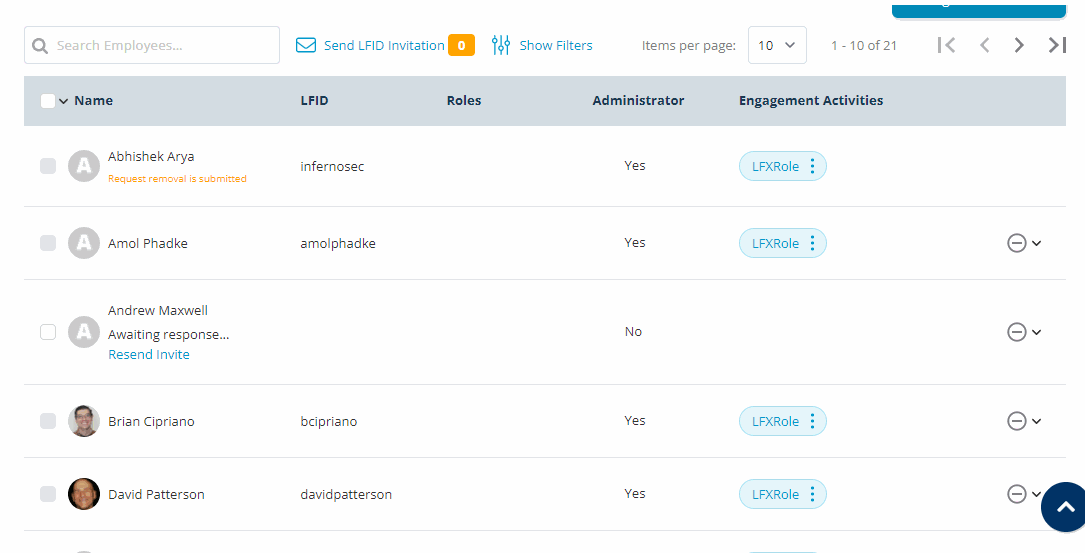 Search Employees...
Send LFID Invitation 0
Show Filters
Items per page: 10
1 - 10 of 21
Name LFID Roles Administrator Engagement Activities
A Abhishek Arya infernosec Yes LFXRole
Request removal is submitted
A Amol Phadke amolphadke Yes LFXRole
Andrew Maxwell
A Awaiting response... No
Resend Invite
Brian Cipriano bcipriano Yes LFXRole
David Patterson davidpatterson Yes LFXRole